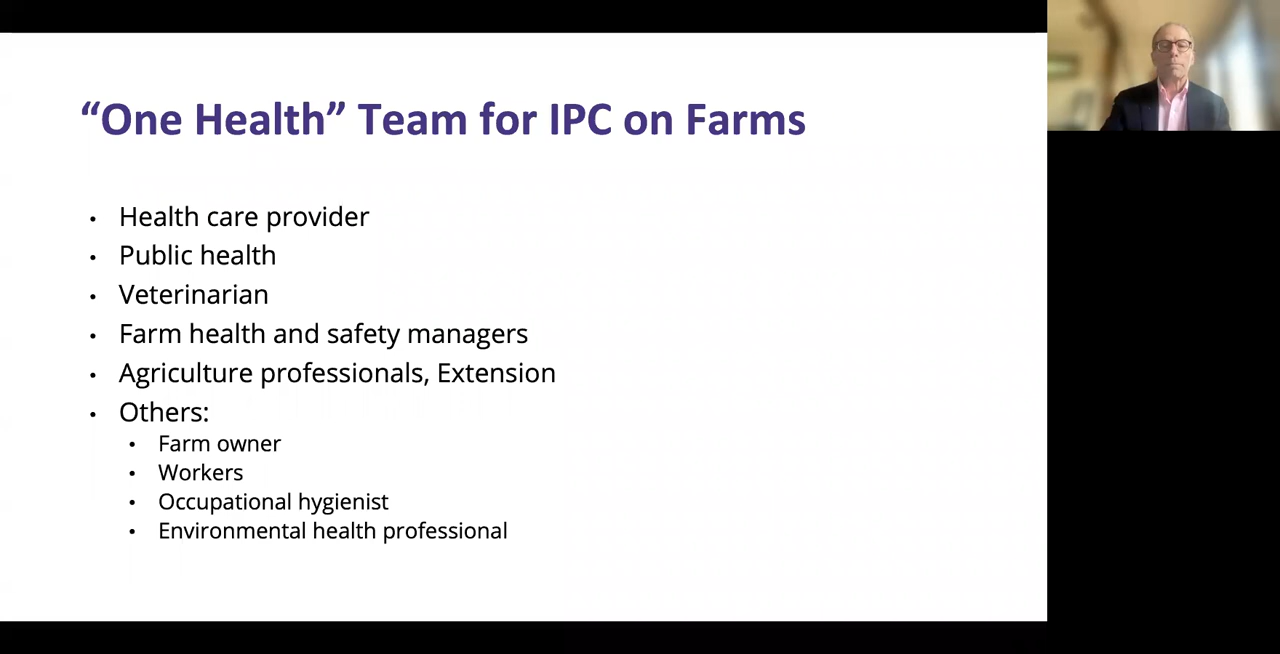 “One Health” Team for IPC on Farms
• Health care provider
• Public health
• Veterinarian
• Farm health and safety managers
• Agriculture professionals, Extension
• Others:
• Farm owner
• Workers
• Occupational hygienist
• Environmental health professional